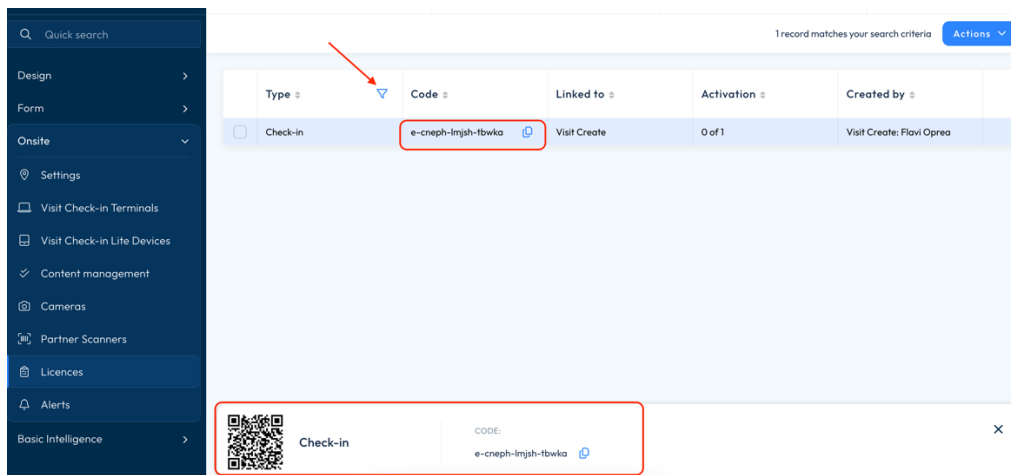 Quick search
1 record matches your search criteria
Actions
Design
Form
Onsite
Settings
Visit Check-in Terminals
Visit Check-in Lite Devices
Content management
Cameras
Partner Scanners
Licences
Alerts
Basic Intelligence
Type Code Linked to Activation Created by
Check-in e-cneph-lmjsh-tbwka Visit Create 0 of 1 Visit Create: Flavi Oprea
Check-in
CODE:
e-cneph-lmjsh-tbwka